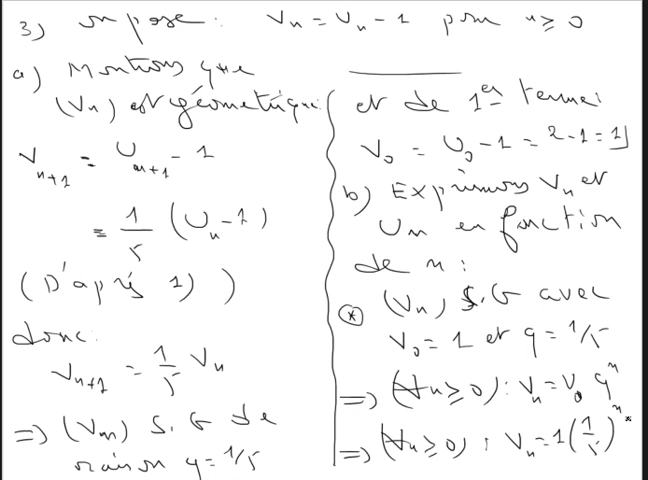 3) on pose : Vn = Un - 1 pour n ≥ 0
a) Montrons que
(Vn) est géométrique
V_{n+1} = U_{n+1} - 1
= 1/5 (Un - 1)
(D'après 1))
donc:
V_{n+1} = 1/5 Vn
=> (Vn) S.G de
raison q = 1/5
et de 1er terme:
V0 = U0 - 1 = 2 - 1 = 1
b) Exprimons Vn et
Un en fonction
de n :
* (Vn) S.G avec
V0 = 1 et q = 1/5
=> (∀n ≥ 0) : Vn = V0 q^n
=> (∀n ≥ 0) : Vn = 1 (1/5)^n *